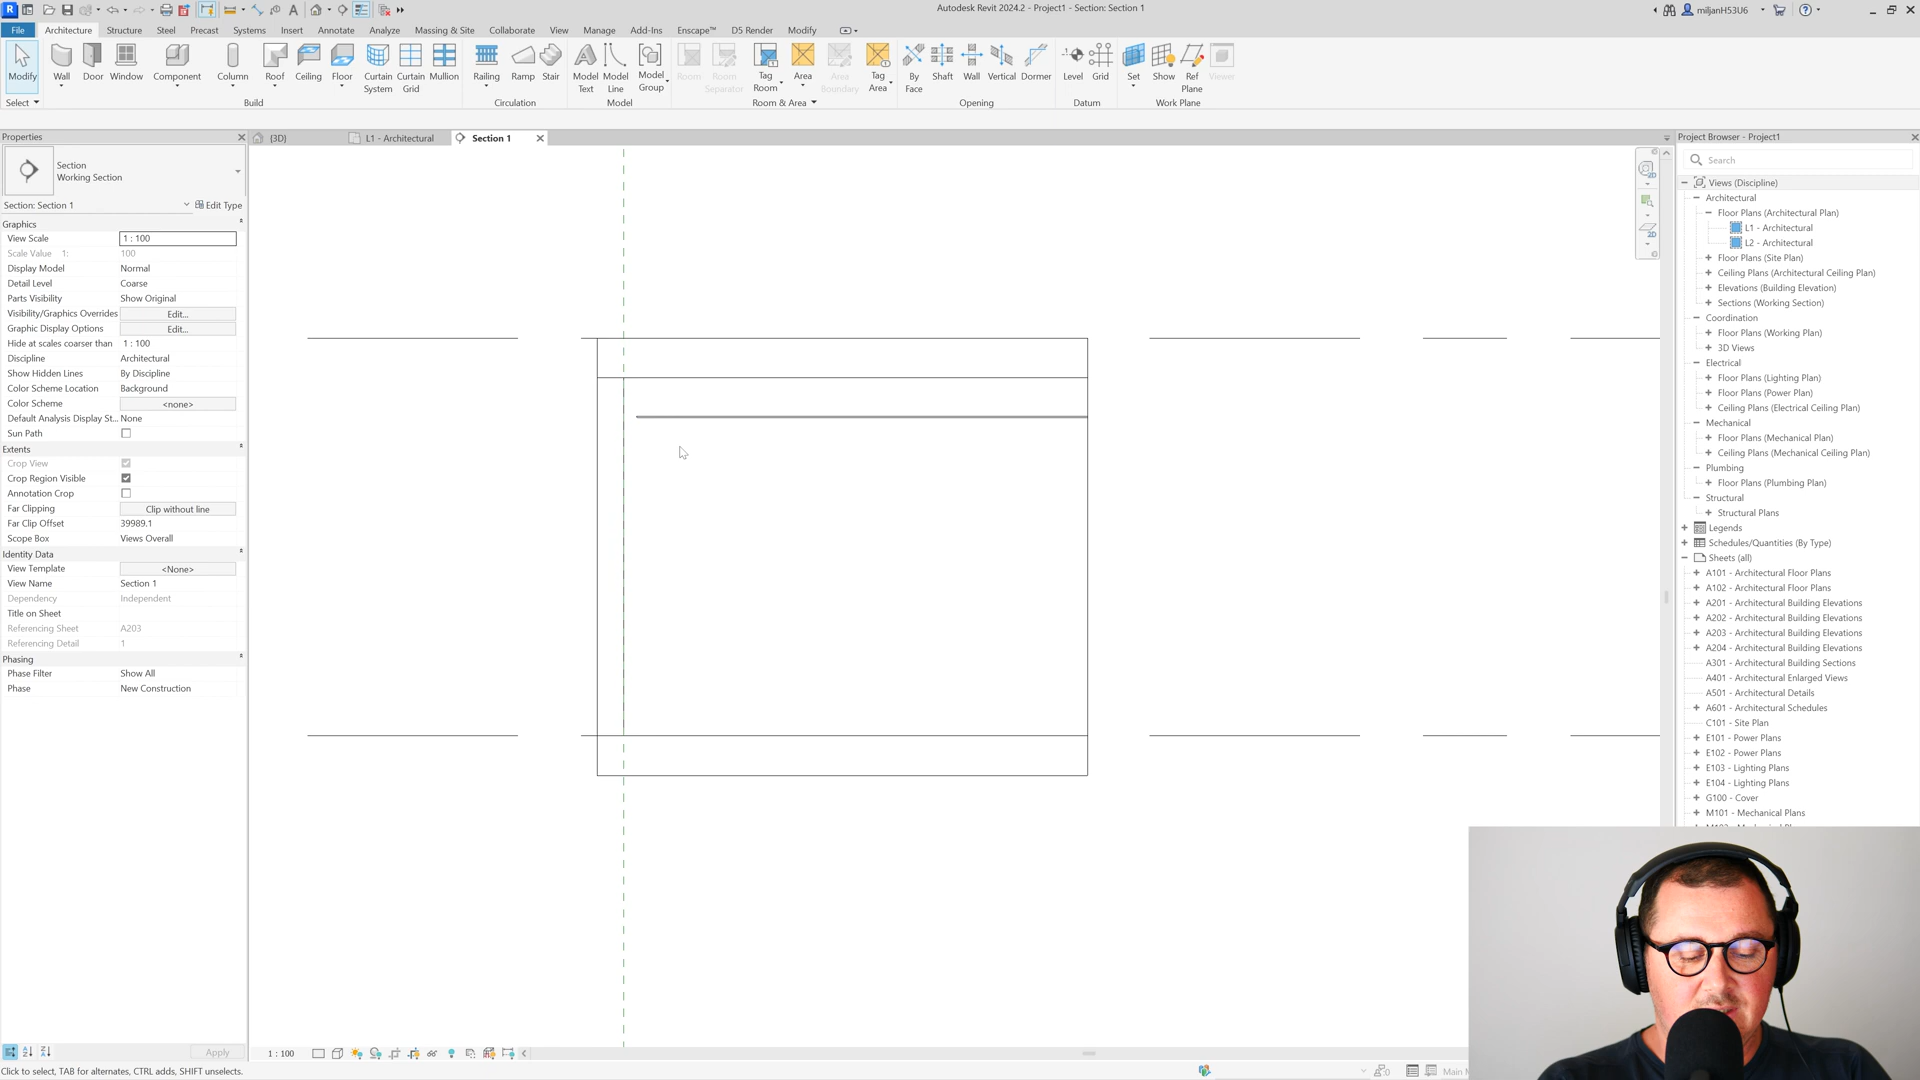 Autodesk Revit 2024.2 - Project1 - Section: Section 1
miljanH53U6
File Architecture Structure Steel Precast Systems Insert Annotate Analyze Massing & Site Collaborate View Manage Add-Ins Enscape™ D5 Render Modify
Modify Wall Door Window Component Column Roof Ceiling Floor Curtain System Curtain Grid Mullion Railing Ramp Stair Model Text Model Line Model Group Room Room Separator Tag Room Area Area Boundary Tag Area By Face Shaft Wall Vertical Dormer Level Grid Set Show Ref Plane Viewer
Select Build Circulation Model Room & Area Opening Datum Work Plane
Properties
{3D}
L1 - Architectural
Section 1
Section
Working Section
Section: Section 1
Edit Type
Graphics
View Scale 1 : 100
Scale Value 1: 100
Display Model Normal
Detail Level Coarse
Parts Visibility Show Original
Visibility/Graphics Overrides Edit...
Graphic Display Options Edit...
Hide at scales coarser than 1 : 100
Discipline Architectural
Show Hidden Lines By Discipline
Color Scheme Location Background
Color Scheme <none>
Default Analysis Display St... None
Sun Path
Extents
Crop View
Crop Region Visible
Annotation Crop
Far Clipping Clip without line
Far Clip Offset 39989.1
Scope Box Views Overall
Identity Data
View Template <None>
View Name Section 1
Dependency Independent
Title on Sheet
Referencing Sheet A203
Referencing Detail 1
Phasing
Phase Filter Show All
Phase New Construction
Apply
1 : 100
Click to select, TAB for alternates, CTRL adds, SHIFT unselects.
:0
Main M
Project Browser - Project1
Search
Views (Discipline)
Architectural
Floor Plans (Architectural Plan)
L1 - Architectural
L2 - Architectural
Floor Plans (Site Plan)
Ceiling Plans (Architectural Ceiling Plan)
Elevations (Building Elevation)
Sections (Working Section)
Coordination
Floor Plans (Working Plan)
3D Views
Electrical
Floor Plans (Lighting Plan)
Floor Plans (Power Plan)
Ceiling Plans (Electrical Ceiling Plan)
Mechanical
Floor Plans (Mechanical Plan)
Ceiling Plans (Mechanical Ceiling Plan)
Plumbing
Floor Plans (Plumbing Plan)
Structural
Structural Plans
Legends
Schedules/Quantities (By Type)
Sheets (all)
A101 - Architectural Floor Plans
A102 - Architectural Floor Plans
A201 - Architectural Building Elevations
A202 - Architectural Building Elevations
A203 - Architectural Building Elevations
A204 - Architectural Building Elevations
A301 - Architectural Building Sections
A401 - Architectural Enlarged Views
A501 - Architectural Details
A601 - Architectural Schedules
C101 - Site Plan
E101 - Power Plans
E102 - Power Plans
E103 - Lighting Plans
E104 - Lighting Plans
G100 - Cover
M101 - Mechanical Plans